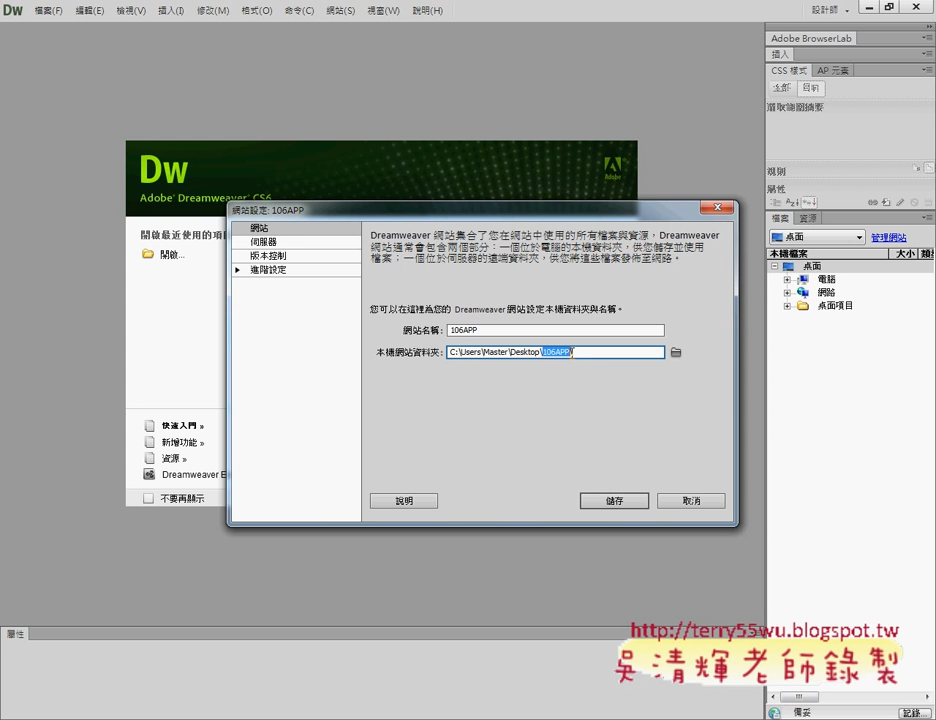 Dw 檔案(F) 編輯(E) 檢視(V) 插入(I) 修改(M) 格式(O) 命令(C) 網站(S) 視窗(W) 說明(H) 設計師
Adobe BrowserLab
插入
CSS 樣式 AP 元素
全部 目前
選取範圍摘要
規則
屬性
檔案 資源
桌面 管理網站
本機檔案 大小
桌面
電腦
網路
桌面項目
Dw
Adobe Dreamweaver CS6
Adobe
開啟最近使用的項
開啟...
快速入門 »
新增功能 »
資源 »
Dreamweaver E
不要再顯示
網站設定: 106APP
網站
伺服器
版本控制
進階設定
Dreamweaver 網站集合了您在網站中使用的所有檔案與資源，Dreamweaver
網站通常會包含兩個部分：一個位於電腦的本機資料夾，供您儲存並使用
檔案；一個位於伺服器的遠端資料夾，供您將這些檔案發佈至網路。
您可以在這裡為您的 Dreamweaver 網站設定本機資料夾與名稱。
網站名稱: 106APP
本機網站資料夾: C:\Users\Master\Desktop\106APP\
說明 儲存 取消
屬性
http://terry55wu.blogspot.tw
吳清輝老師錄製
備妥 記錄...